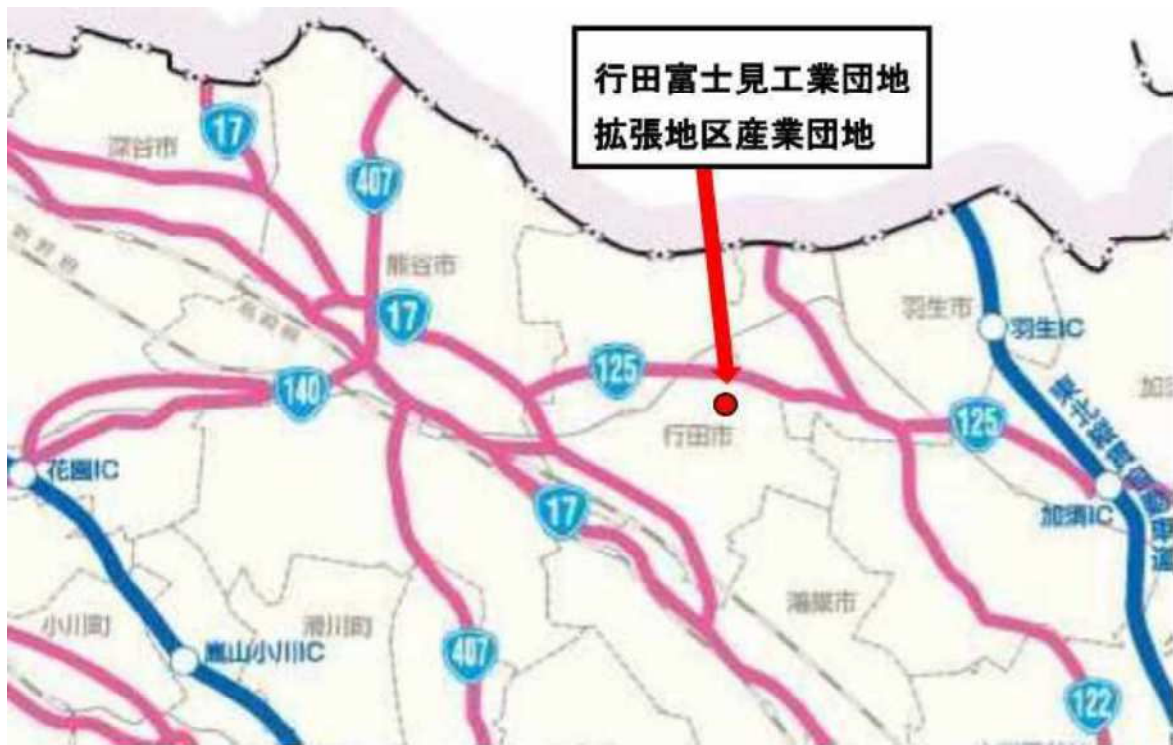 行田富士見工業団地
拡張地区産業団地
17
深谷市
407
熊谷市
17
羽生市
羽生IC
125
140
行田市
125
花園IC
加須IC
17
鴻巣市
小川町
滑川町
嵐山小川IC
407
122